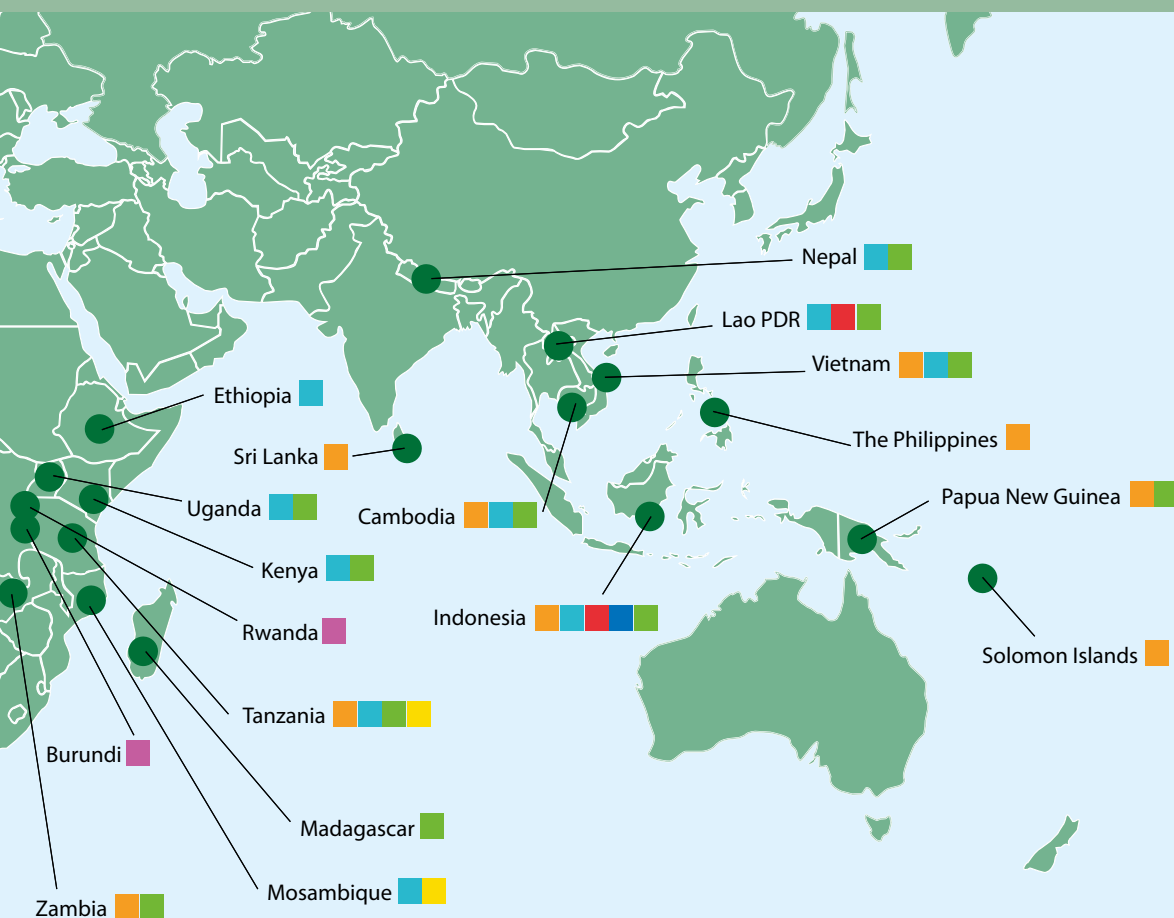 Nepal
Lao PDR
Vietnam
Ethiopia
The Philippines
Sri Lanka
Papua New Guinea
Uganda
Cambodia
Kenya
Indonesia
Rwanda
Solomon Islands
Tanzania
Burundi
Madagascar
Mosambique
Zambia